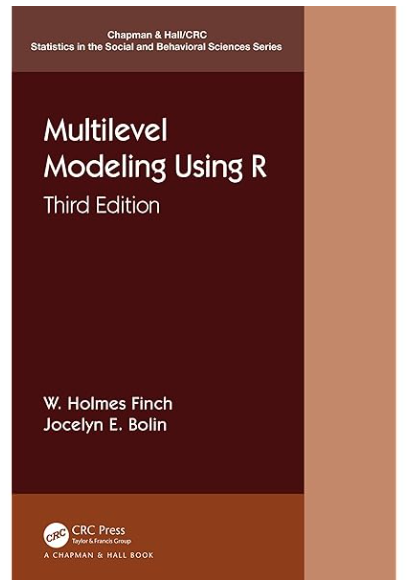 Chapman & Hall/CRC
Statistics in the Social and Behavioral Sciences Series
Multilevel
Modeling Using R
Third Edition
W. Holmes Finch
Jocelyn E. Bolin
CRC
CRC Press
Taylor & Francis Group
A CHAPMAN & HALL BOOK